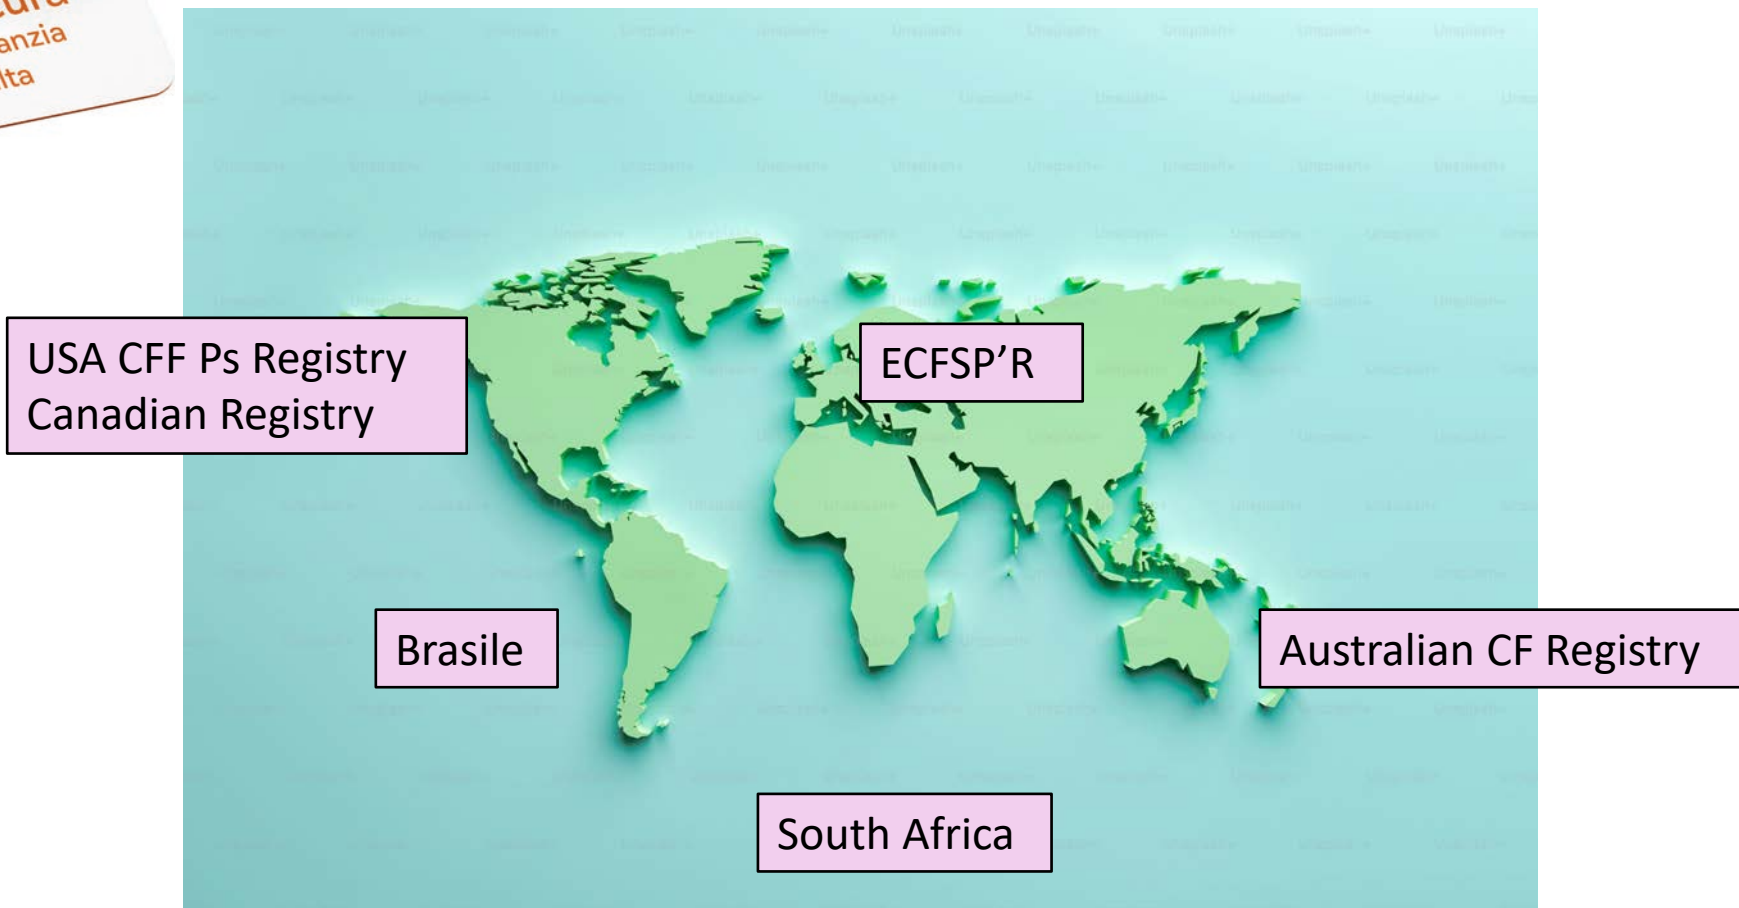 anzia
lta
USA CFF Ps Registry
Canadian Registry
ECFSP'R
Brasile
Australian CF Registry
South Africa